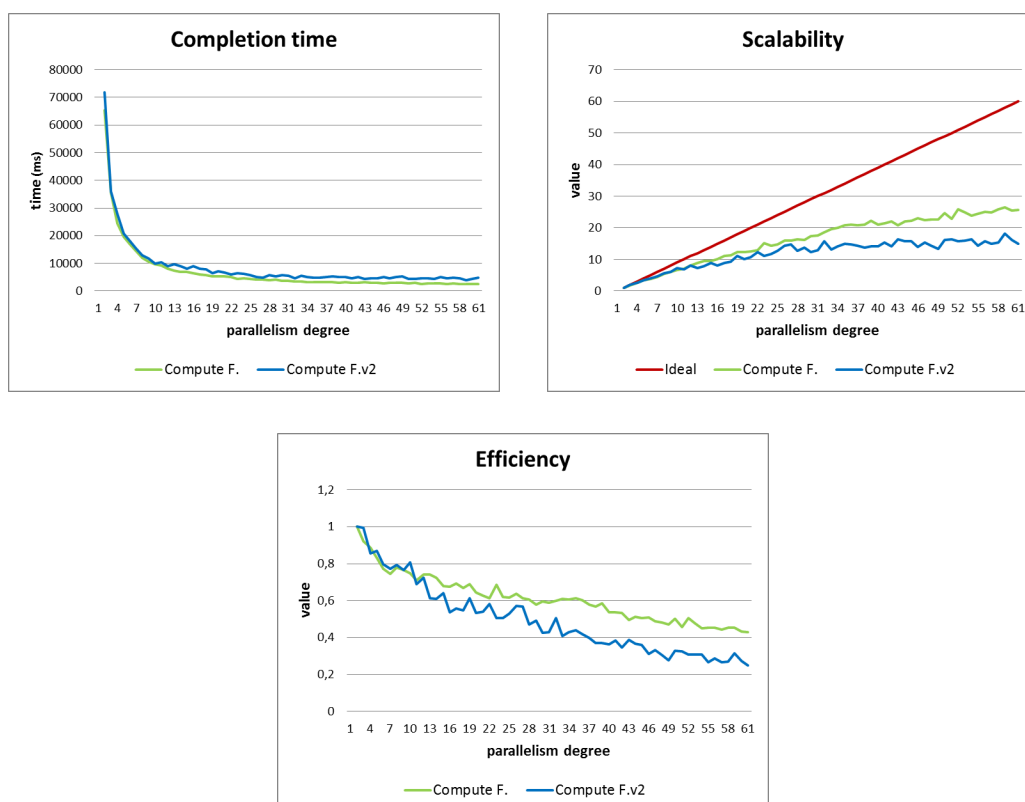 Completion time
80000
70000
60000
50000
40000
30000
20000
10000
0
time (ms)
1 4 7 10 13 16 19 22 25 28 31 34 37 40 43 46 49 52 55 58 61
parallelism degree
Compute F. Compute F.v2
Scalability
70
60
50
40
30
20
10
0
value
1 4 7 10 13 16 19 22 25 28 31 34 37 40 43 46 49 52 55 58 61
parallelism degree
Ideal Compute F. Compute F.v2
Efficiency
1,2
1
0,8
0,6
0,4
0,2
0
value
1 4 7 10 13 16 19 22 25 28 31 34 37 40 43 46 49 52 55 58 61
parallelism degree
Compute F. Compute F.v2